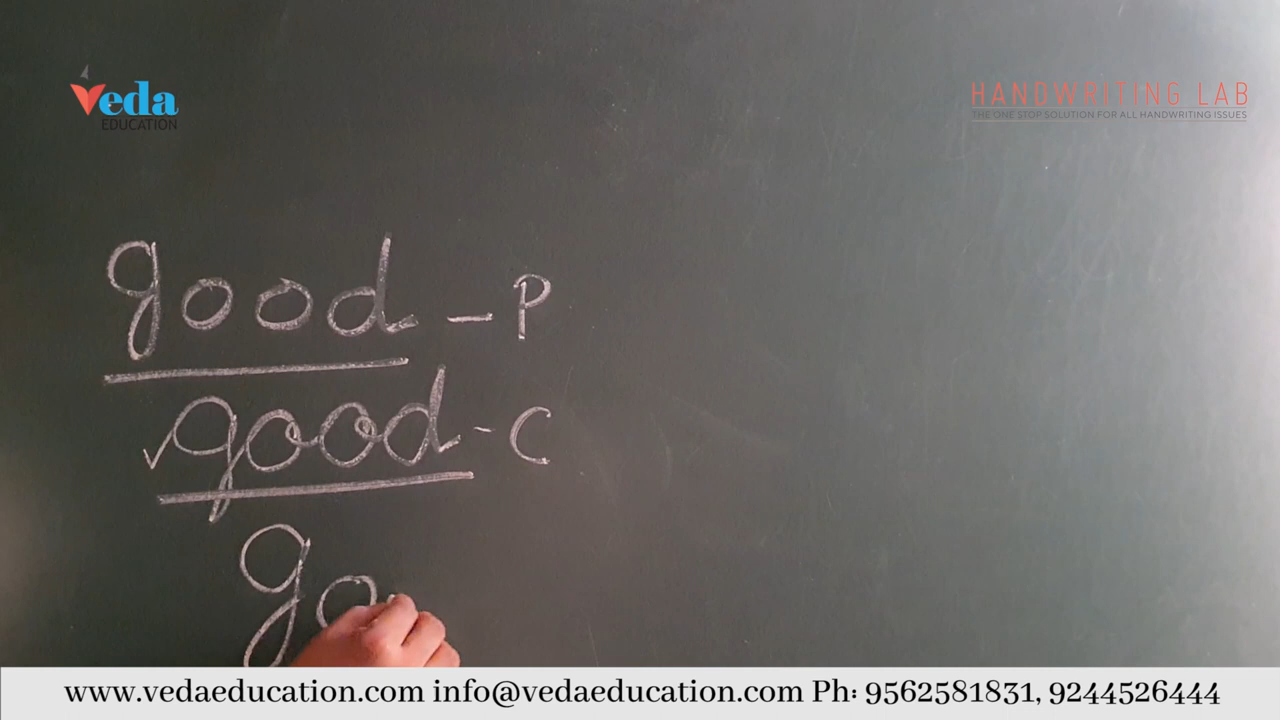 Veda
EDUCATION
HANDWRITING LAB
THE ONE STOP SOLUTION FOR ALL HANDWRITING ISSUES
good - P
good - C
go
www.vedaeducation.com info@vedaeducation.com Ph: 9562581831, 9244526444